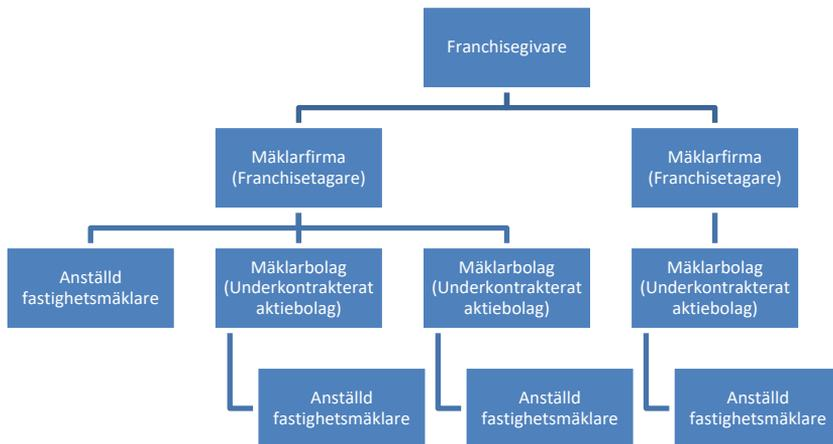 Franchisegivare
Mäklarfirma
(Franchisetagare)
Mäklarfirma
(Franchisetagare)
Anställd
fastighetsmäklare
Mäklarbolag
(Underkontrakterat
aktiebolag)
Mäklarbolag
(Underkontrakterat
aktiebolag)
Mäklarbolag
(Underkontrakterat
aktiebolag)
Anställd
fastighetsmäklare
Anställd
fastighetsmäklare
Anställd
fastighetsmäklare